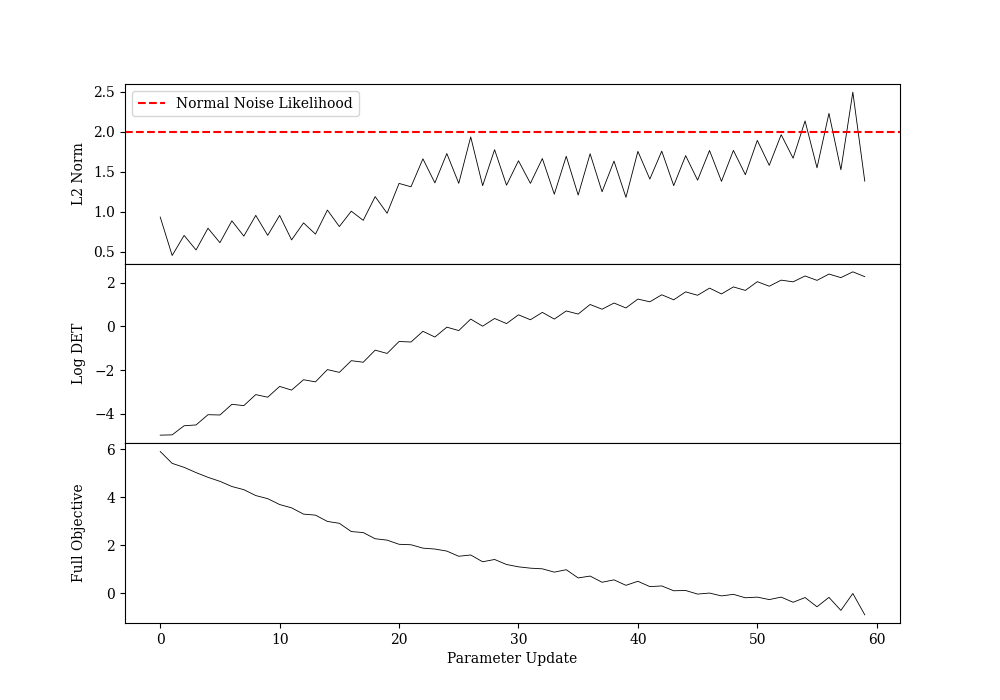 2.5
Normal Noise Likelihood
2.0
1.5
1.0
0.5
L2 Norm
2
0
−2
−4
Log DET
6
4
2
0
Full Objective
0 10 20 30 40 50 60
Parameter Update